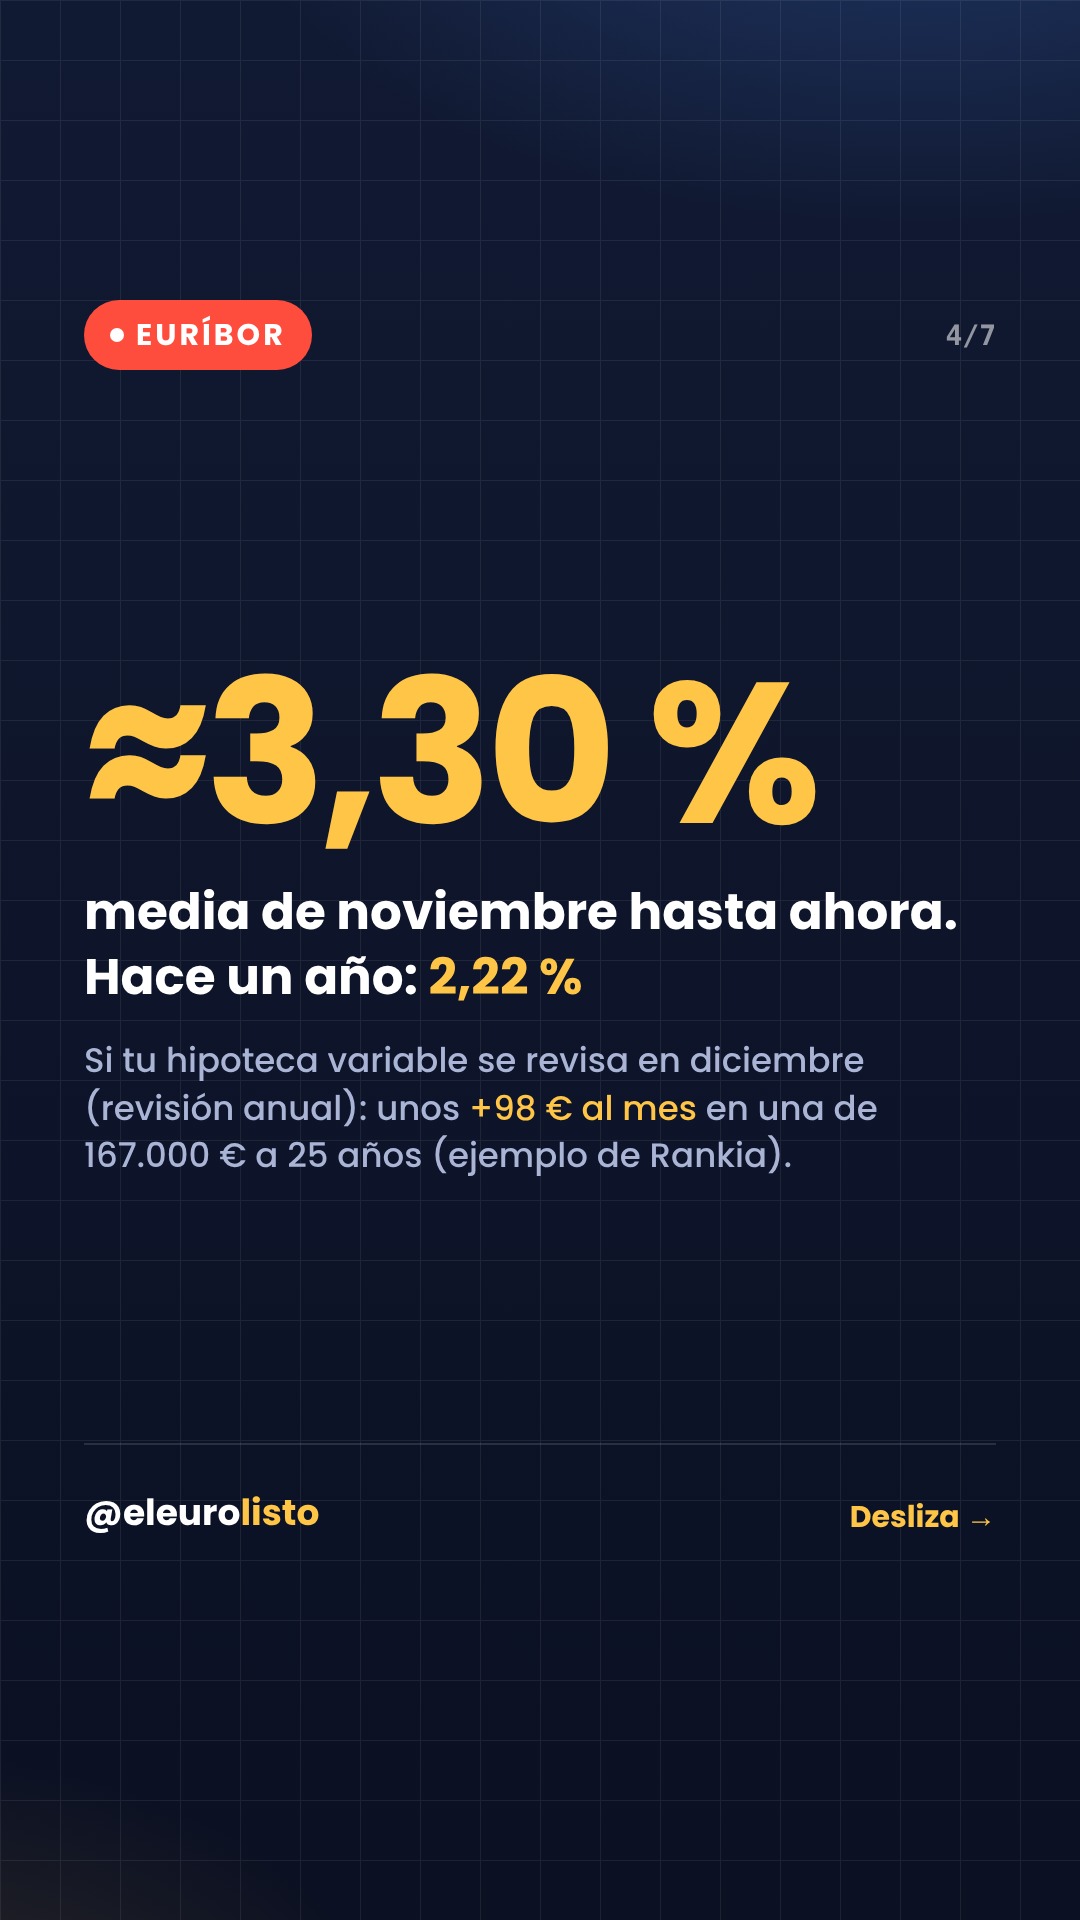 EURÍBOR
4/7
≈3,30 %
media de noviembre hasta ahora.
Hace un año: 2,22 %
Si tu hipoteca variable se revisa en diciembre
(revisión anual): unos +98 € al mes en una de
167.000 € a 25 años (ejemplo de Rankia).
@eleurolisto
Desliza →